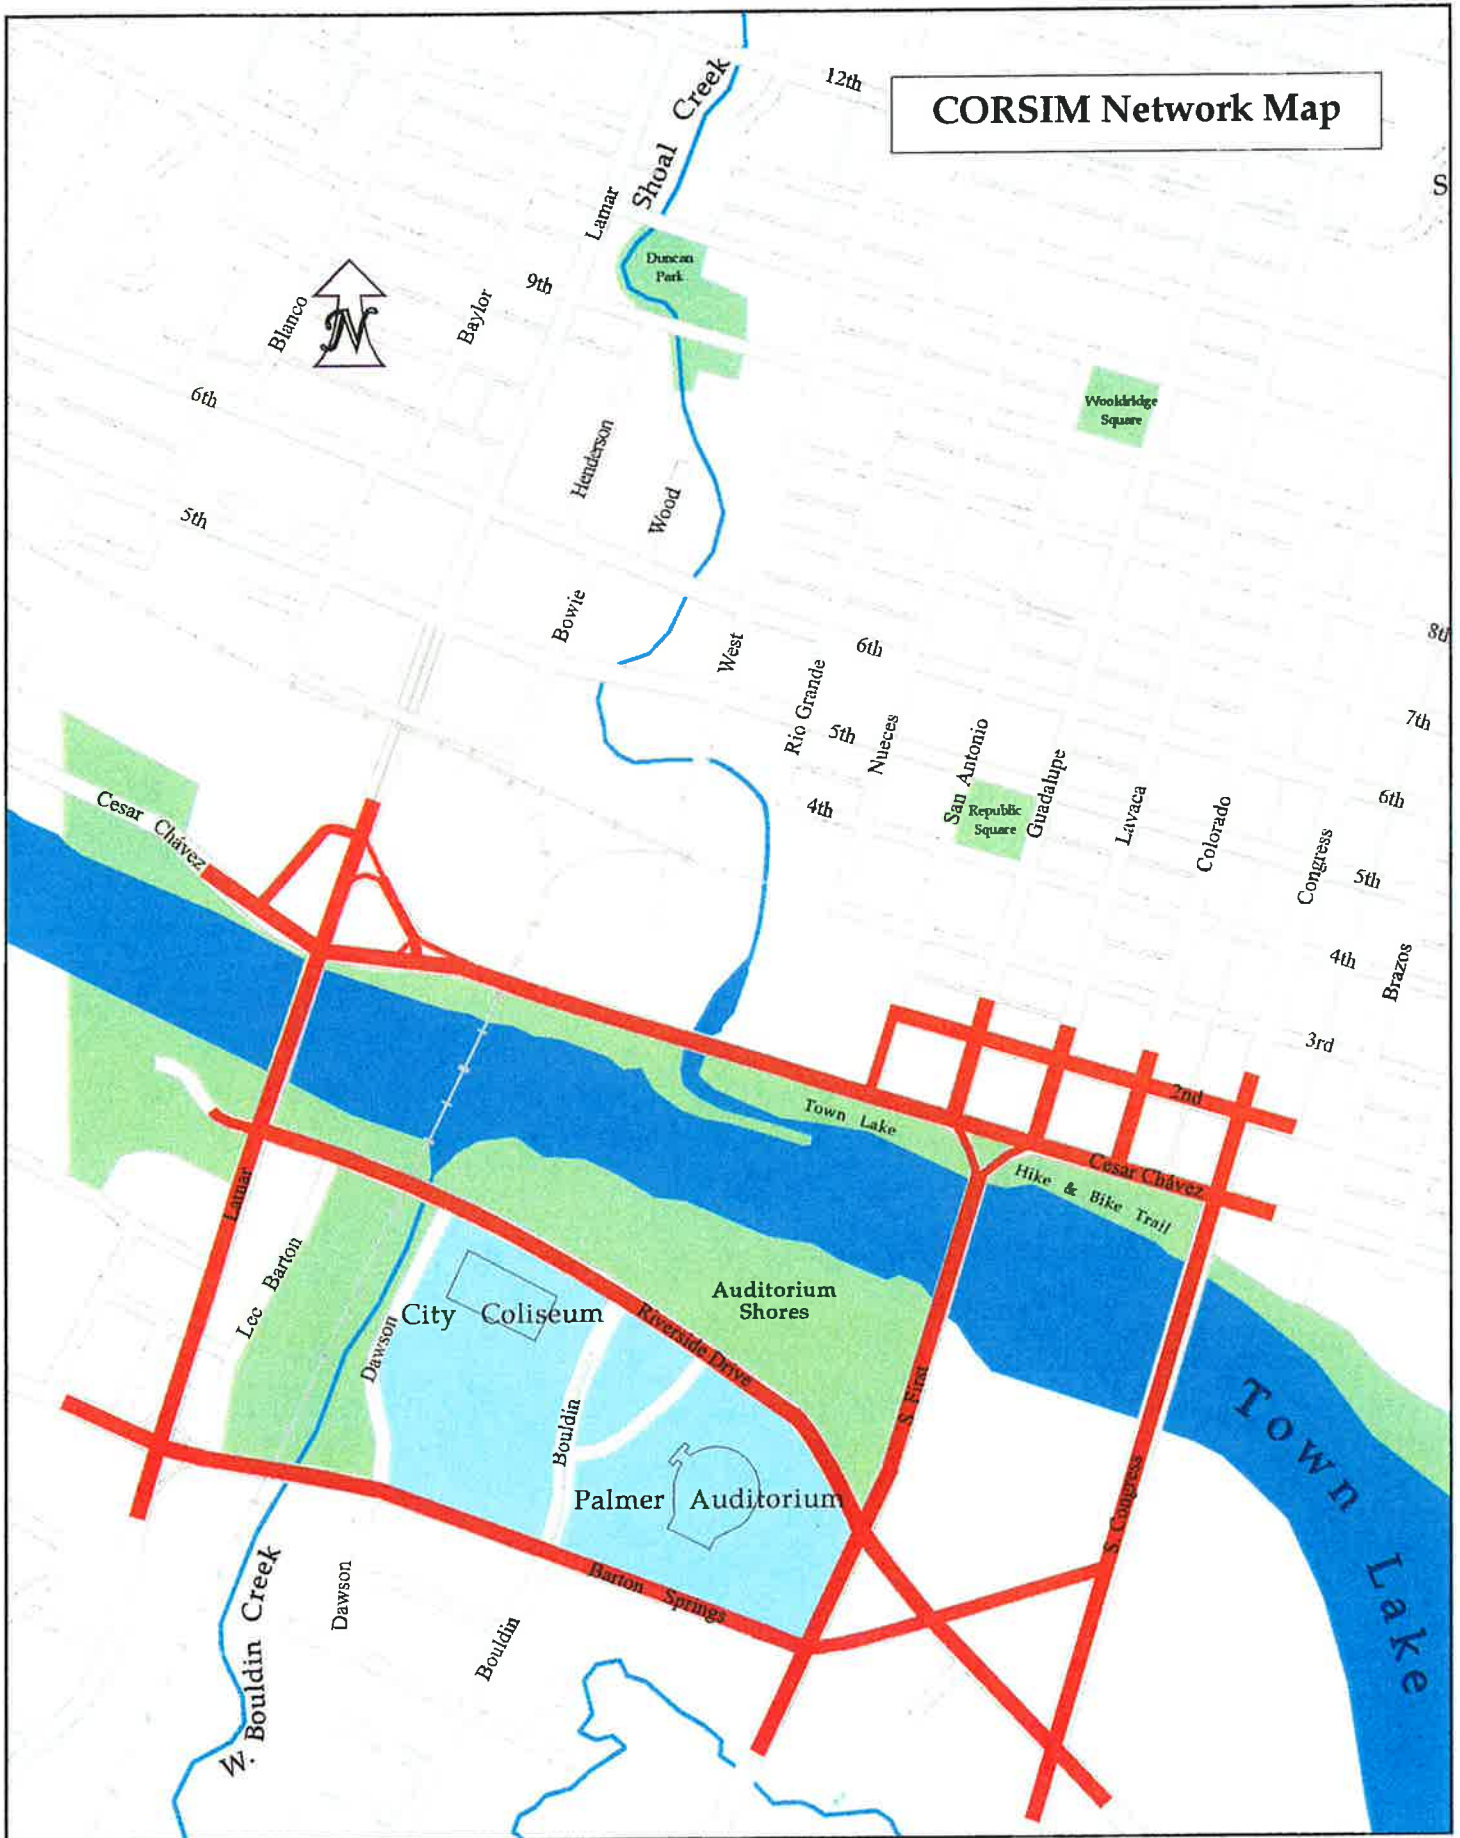 CORSIM Network Map
12th
Shoal Creek
S
Lamar
Duncan
Park
9th
Baylor
Blanco
N
6th
Wooldridge
Square
Henderson
Wood
5th
Bowie
West
6th
8th
Rio Grande
5th
Nueces
San Antonio
Guadalupe
7th
4th
Republic
Square
Lavaca
Colorado
Congress
6th
5th
Cesar Chávez
4th
Brazos
3rd
2nd
Town Lake
Cesar Chávez
Hike & Bike Trail
Lamar
Lee Barton
Dawson
City Coliseum
Auditorium
Shores
Riverside Drive
S. First
Bouldin
Town Lake
Palmer Auditorium
S. Congress
Barton Springs
W. Bouldin Creek
Dawson
Bouldin